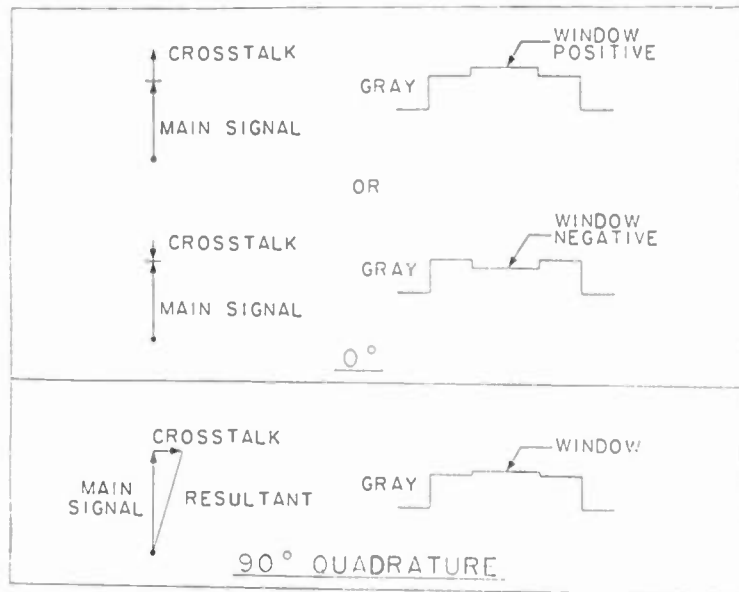 CROSSTALK
MAIN SIGNAL
WINDOW
POSITIVE
GRAY
OR
CROSSTALK
MAIN SIGNAL
WINDOW
NEGATIVE
GRAY
0°
CROSSTALK
MAIN
SIGNAL
RESULTANT
WINDOW
GRAY
90° QUADRATURE